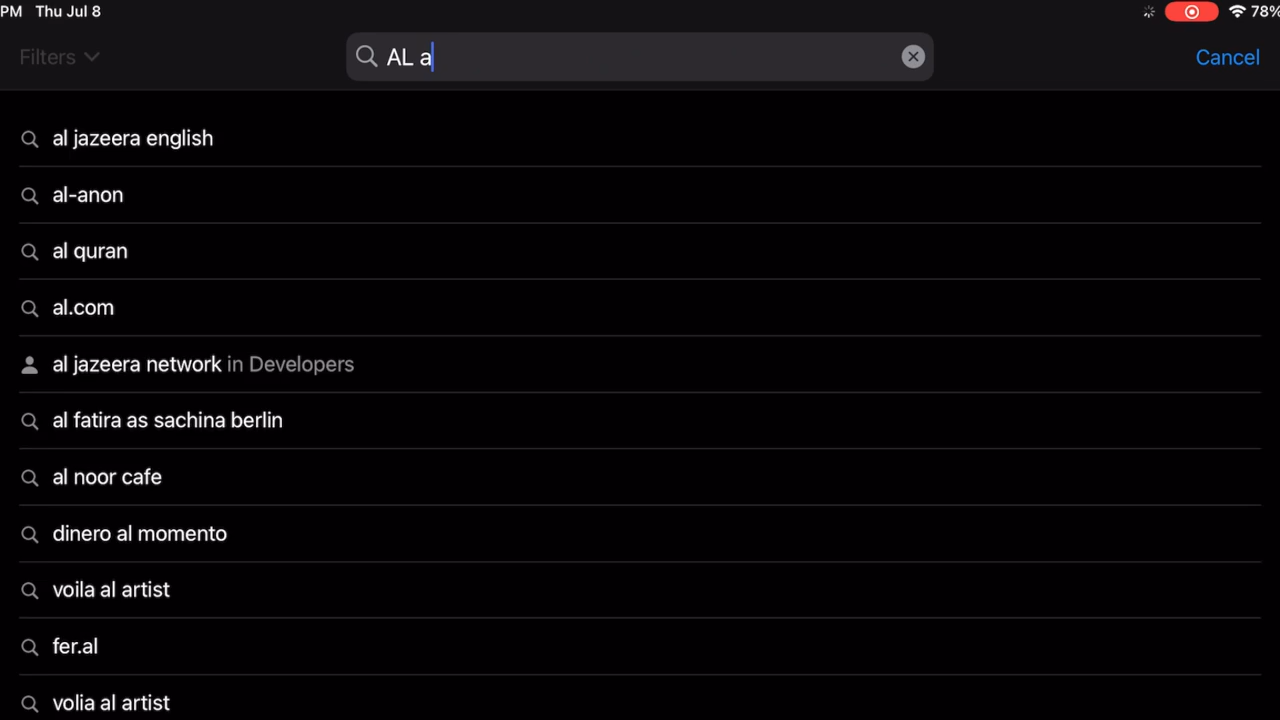 PM Thu Jul 8 78%
Filters AL a Cancel
al jazeera english
al-anon
al quran
al.com
al jazeera network in Developers
al fatira as sachina berlin
al noor cafe
dinero al momento
voila al artist
fer.al
volia al artist